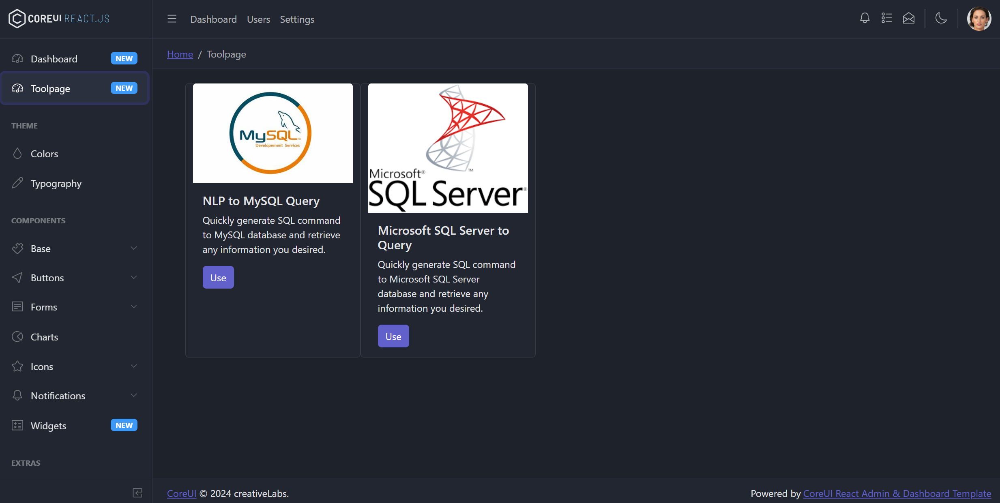 COREUI REACT.JS
Dashboard Users Settings
Home / Toolpage
Dashboard NEW
Toolpage NEW
THEME
Colors
Typography
COMPONENTS
Base
Buttons
Forms
Charts
Icons
Notifications
Widgets NEW
EXTRAS
MySQL™
Developement Services
NLP to MySQL Query
Quickly generate SQL command
to MySQL database and retrieve
any information you desired.
Use
™
Microsoft®
SQL Server®
Microsoft SQL Server to
Query
Quickly generate SQL command
to Microsoft SQL Server
database and retrieve any
information you desired.
Use
CoreUI © 2024 creativeLabs.
Powered by CoreUI React Admin & Dashboard Template